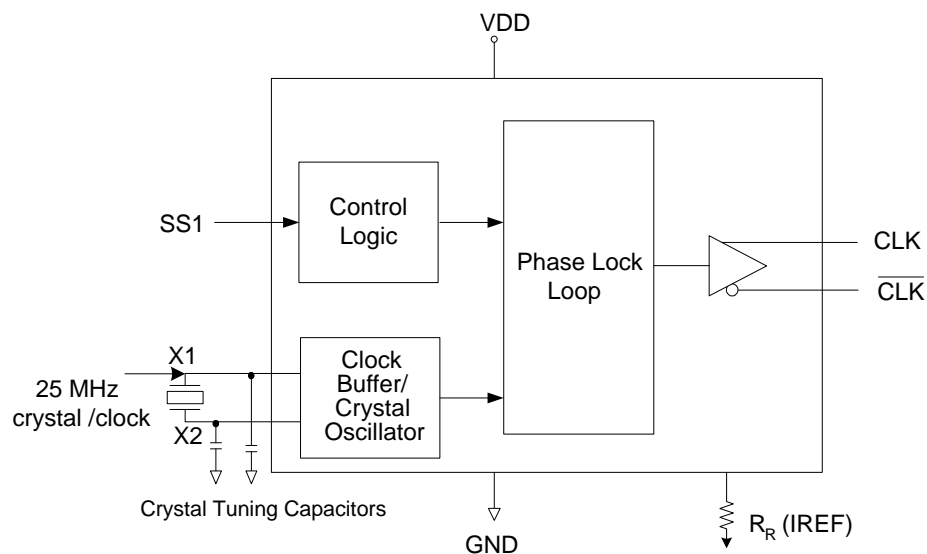 VDD
SS1
Control
Logic
Phase Lock
Loop
CLK
CLK
X1
25 MHz
crystal /clock
X2
Clock
Buffer/
Crystal
Oscillator
Crystal Tuning Capacitors
GND
RR (IREF)